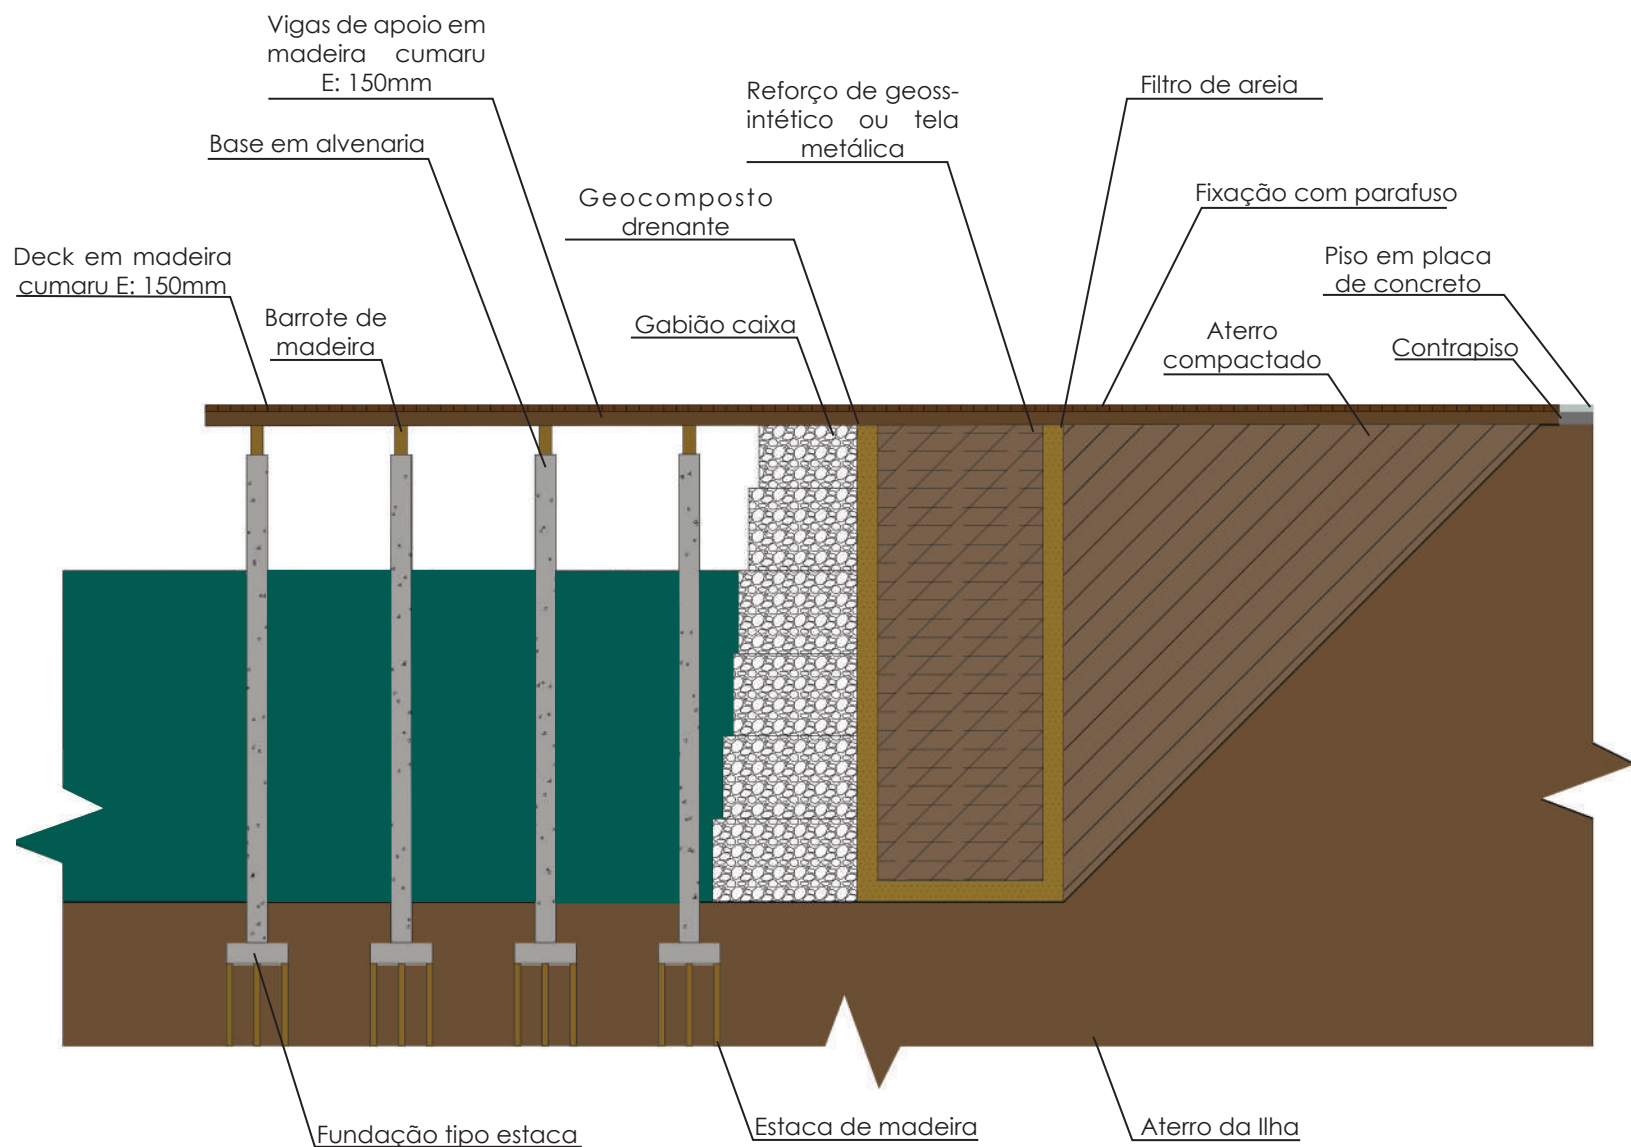 Vigas de apoio em
madeira cumaru
E: 150mm
Base em alvenaria
Deck em madeira
cumaru E: 150mm
Barrote de
madeira
Geocomposto
drenante
Gabião caixa
Reforço de geoss-
intético ou tela
metálica
Filtro de areia
Fixação com parafuso
Piso em placa
de concreto
Aterro
compactado
Contrapiso
Fundação tipo estaca
Estaca de madeira
Aterro da Ilha